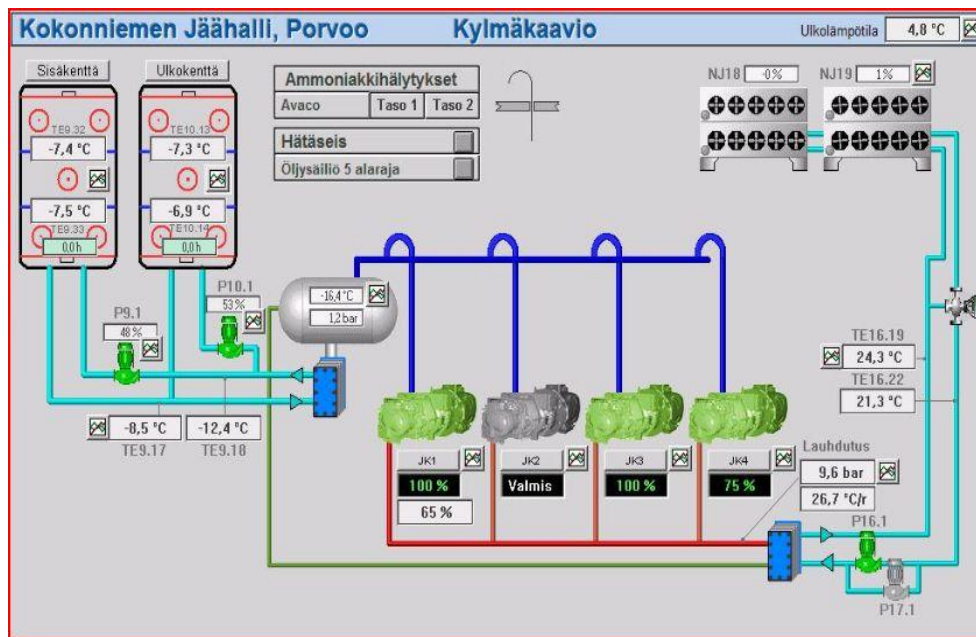 Kokonniemen Jäähalli, Porvoo Kylmäkaavio Ulkolämpötila 4,8 °C
Sisäkenttä Ulkokenttä
Ammoniakkihälytykset
Avaco Taso 1 Taso 2
Hätäseis
Öljysäiliö 5 alaraja
NJ18 -0% NJ19 1%
TE9.32 TE10.13
-7,4 °C -7,3 °C
-7,5 °C -6,9 °C
TE9.33 TE10.14
0,0 h 0,0 h
P9.1 P10.1
48% 53%
-16,4 °C
1,2 bar
-8,5 °C -12,4 °C
TE9.17 TE9.18
TE16.19
24,3 °C
TE16.22
21,3 °C
JK1 JK2 JK3 JK4
100 % Valmis 100 % 75 %
65 %
Lauhdutus
9,6 bar
26,7 °C/r
P16.1
P17.1